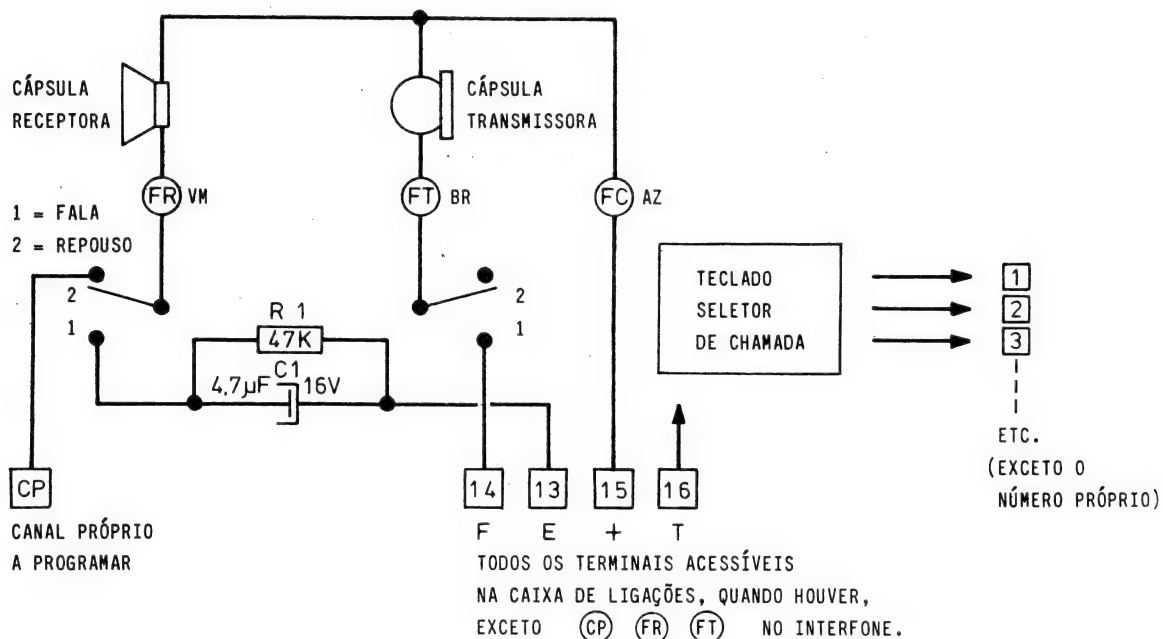 CÁPSULA
RECEPTORA
CÁPSULA
TRANSMISSORA
FR VM
FT BR
FC AZ
1 = FALA
2 = REPOUSO
2
1
R 1
47K
C1
4,7µF 16V
2
1
TECLADO
SELETOR
DE CHAMADA
1
2
3
ETC.
(EXCETO O
NÚMERO PRÓPRIO)
CP
CANAL PRÓPRIO
A PROGRAMAR
14 13 15 16
F E + T
TODOS OS TERMINAIS ACESSÍVEIS
NA CAIXA DE LIGAÇÕES, QUANDO HOUVER,
EXCETO CP FR FT NO INTERFONE.